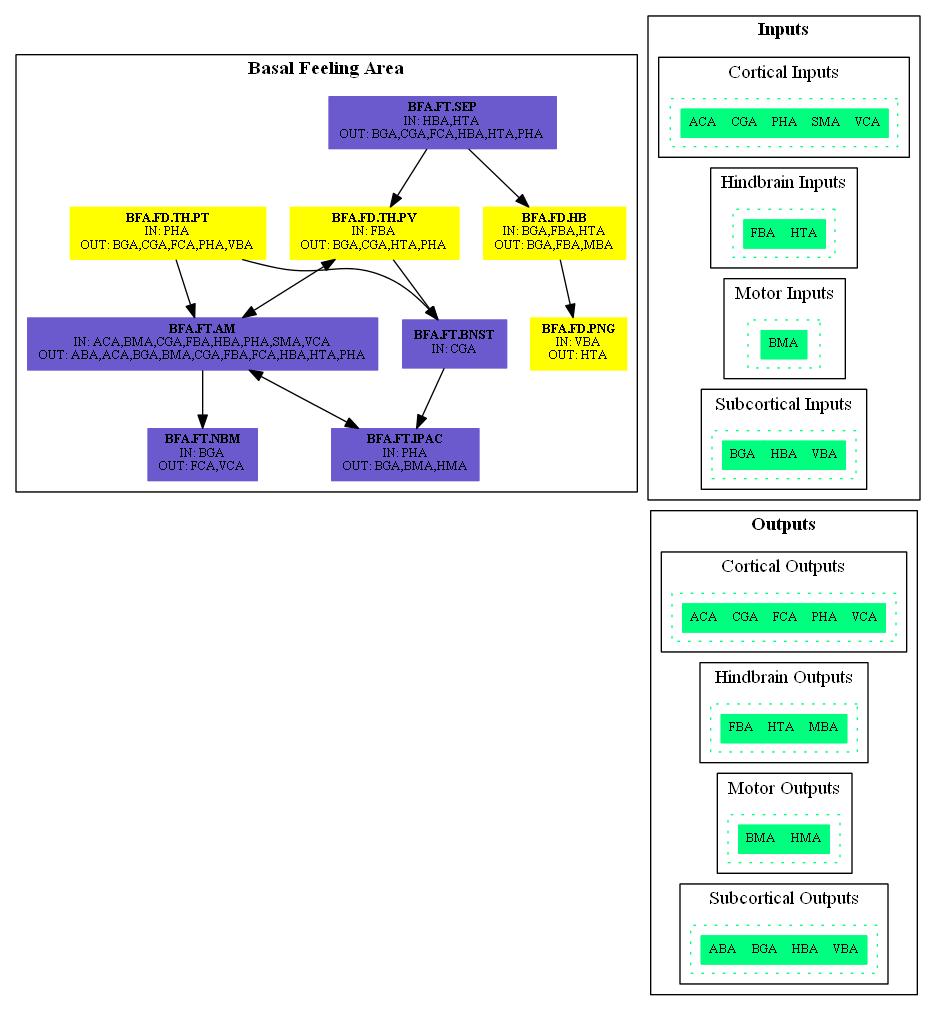 Basal Feeling Area
BFA.FT.SEP
IN: HBA,HTA
OUT: BGA,CGA,FCA,HBA,HTA,PHA
BFA.FD.TH.PT
IN: PHA
OUT: BGA,CGA,FCA,PHA,VBA
BFA.FD.TH.PV
IN: FBA
OUT: BGA,CGA,HTA,PHA
BFA.FD.HB
IN: BGA,FBA,HTA
OUT: BGA,FBA,MBA
BFA.FT.AM
IN: ACA,BMA,CGA,FBA,HBA,PHA,SMA,VCA
OUT: ABA,ACA,BGA,BMA,CGA,FBA,FCA,HBA,HTA,PHA
BFA.FT.BNST
IN: CGA
BFA.FD.PNG
IN: VBA
OUT: HTA
BFA.FT.NBM
IN: BGA
OUT: FCA,VCA
BFA.FT.IPAC
IN: PHA
OUT: BGA,BMA,HMA
Inputs
Cortical Inputs
ACA CGA PHA SMA VCA
Hindbrain Inputs
FBA HTA
Motor Inputs
BMA
Subcortical Inputs
BGA HBA VBA
Outputs
Cortical Outputs
ACA CGA FCA PHA VCA
Hindbrain Outputs
FBA HTA MBA
Motor Outputs
BMA HMA
Subcortical Outputs
ABA BGA HBA VBA